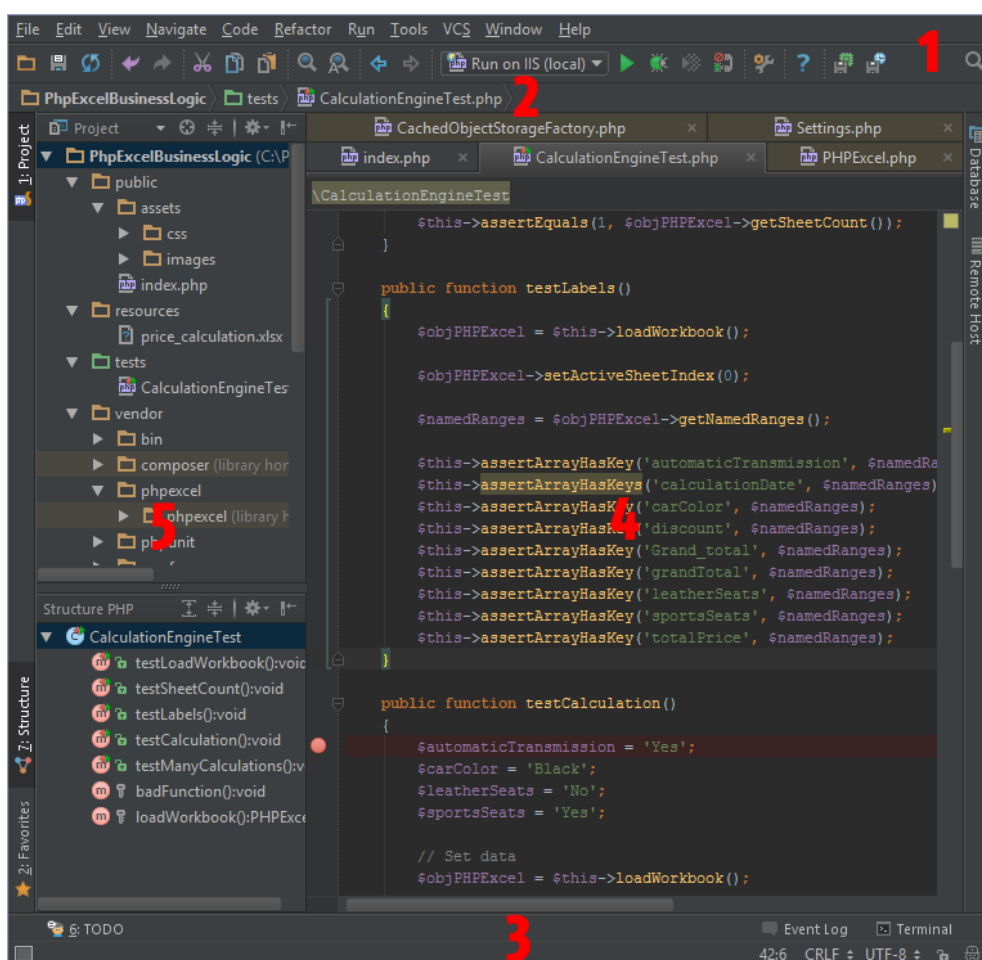 File Edit View Navigate Code Refactor Run Tools VCS Window Help
1
Run on IIS (local)
PhpExcelBusinessLogic tests CalculationEngineTest.php
2
1: Project
Project
PhpExcelBusinessLogic (C:\P
public
assets
css
images
index.php
resources
price_calculation.xlsx
tests
CalculationEngineTes
vendor
bin
composer (library hor
phpexcel
phpexcel (library h
phpunit
5
Structure PHP
CalculationEngineTest
testLoadWorkbook():void
testSheetCount():void
testLabels():void
testCalculation():void
testManyCalculations():v
badFunction():void
loadWorkbook():PHPExce
7: Structure
2: Favorites
CachedObjectStorageFactory.php Settings.php
index.php CalculationEngineTest.php PHPExcel.php
\CalculationEngineTest
$this->assertEquals(1, $objPHPExcel->getSheetCount());
}
public function testLabels()
{
$objPHPExcel = $this->loadWorkbook();
$objPHPExcel->setActiveSheetIndex(0);
$namedRanges = $objPHPExcel->getNamedRanges();
$this->assertArrayHasKey('automaticTransmission', $namedRa
$this->assertArrayHasKeys('calculationDate', $namedRanges)
$this->assertArrayHasKey('carColor', $namedRanges);
$this->assertArrayHasKey('discount', $namedRanges);
$this->assertArrayHasKey('Grand_total', $namedRanges);
$this->assertArrayHasKey('grandTotal', $namedRanges);
$this->assertArrayHasKey('leatherSeats', $namedRanges);
$this->assertArrayHasKey('sportsSeats', $namedRanges);
$this->assertArrayHasKey('totalPrice', $namedRanges);
}
4
public function testCalculation()
{
$automaticTransmission = 'Yes';
$carColor = 'Black';
$leatherSeats = 'No';
$sportsSeats = 'Yes';
// Set data
$objPHPExcel = $this->loadWorkbook();
Database
Remote Host
6: TODO
3
Event Log Terminal
42:6 CRLF UTF-8